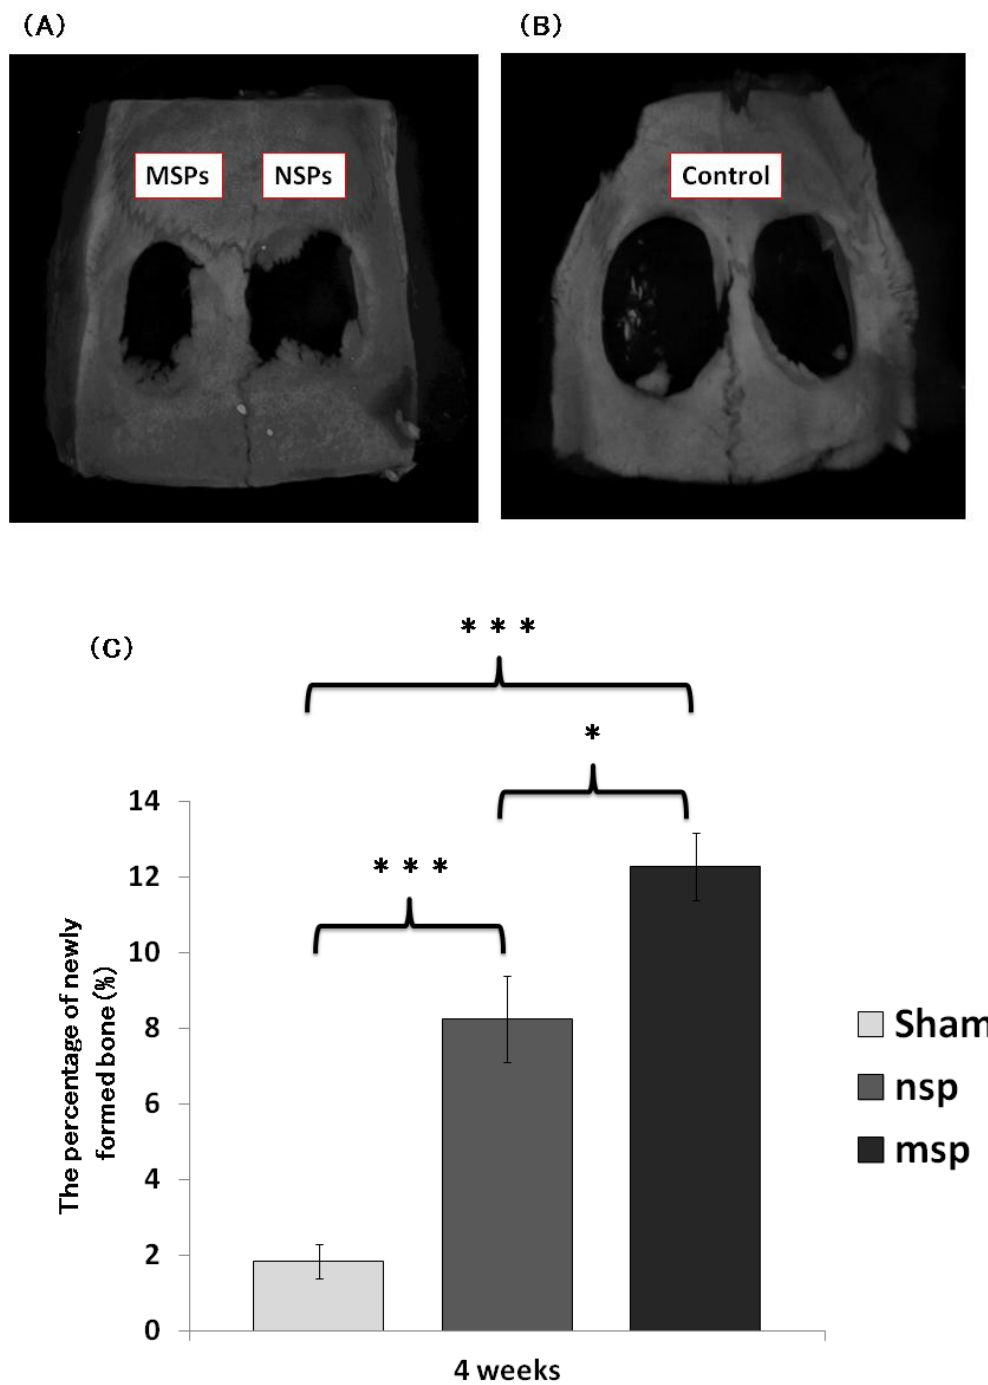 (A)
(B)
MSPs
NSPs
Control
(C)
* * *
*
* * *
14
12
10
8
6
4
2
0
The percentage of newly
formed bone (%)
4 weeks
Sham
nsp
msp